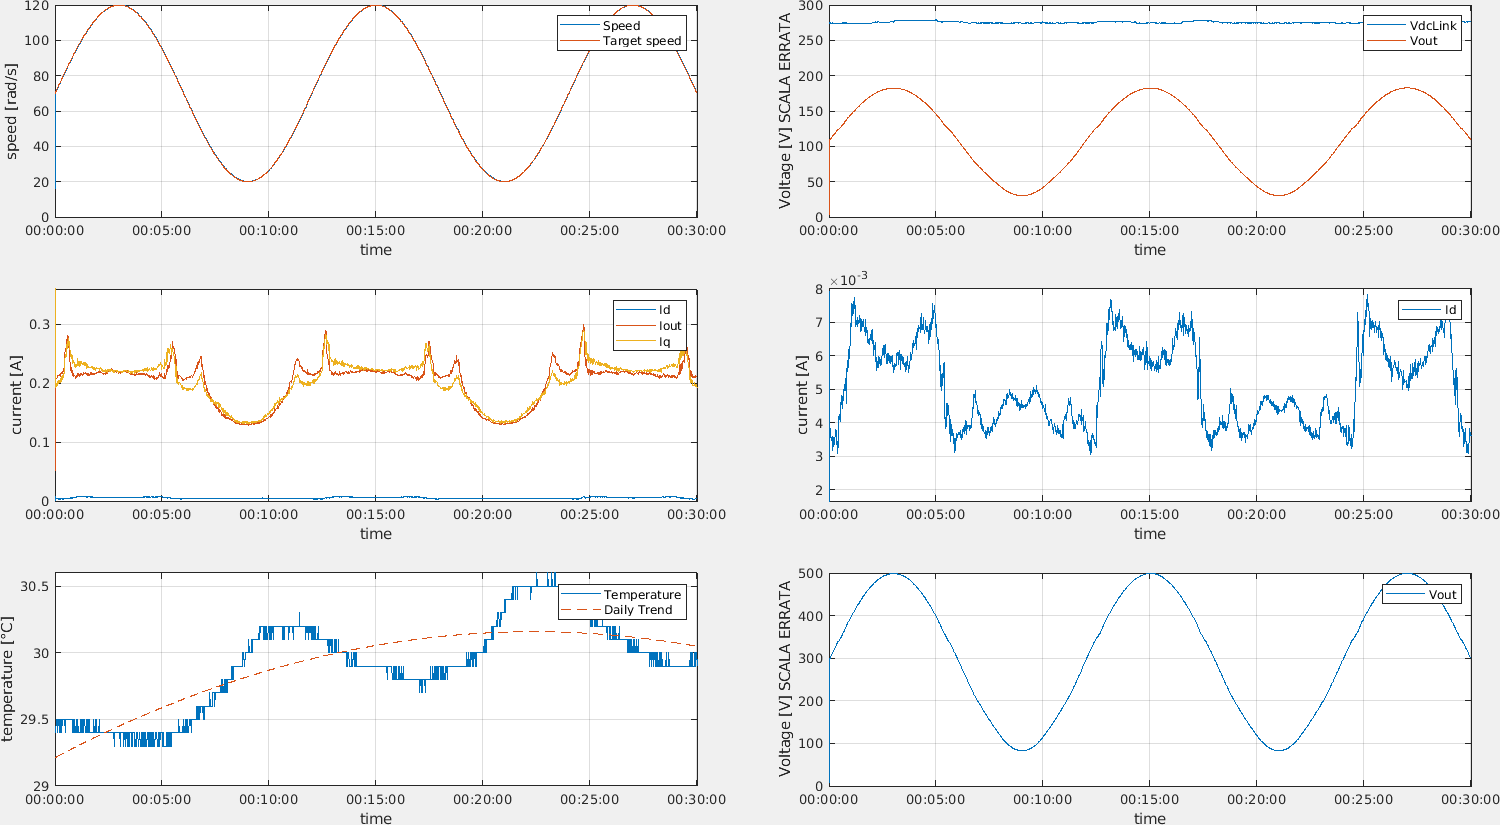 120
100
80
60
40
20
0
speed [rad/s]
Speed
Target speed
00:00:00 00:05:00 00:10:00 00:15:00 00:20:00 00:25:00 00:30:00
time
300
250
200
150
100
50
0
Voltage [V] SCALA ERRATA
VdcLink
Vout
00:00:00 00:05:00 00:10:00 00:15:00 00:20:00 00:25:00 00:30:00
time
0.3
0.2
0.1
0
current [A]
Id
Iout
Iq
00:00:00 00:05:00 00:10:00 00:15:00 00:20:00 00:25:00 00:30:00
time
×10⁻³
8
7
6
5
4
3
2
current [A]
Id
00:00:00 00:05:00 00:10:00 00:15:00 00:20:00 00:25:00 00:30:00
time
30.5
30
29.5
29
temperature [°C]
Temperature
Daily Trend
00:00:00 00:05:00 00:10:00 00:15:00 00:20:00 00:25:00 00:30:00
time
500
400
300
200
100
0
Voltage [V] SCALA ERRATA
Vout
00:00:00 00:05:00 00:10:00 00:15:00 00:20:00 00:25:00 00:30:00
time